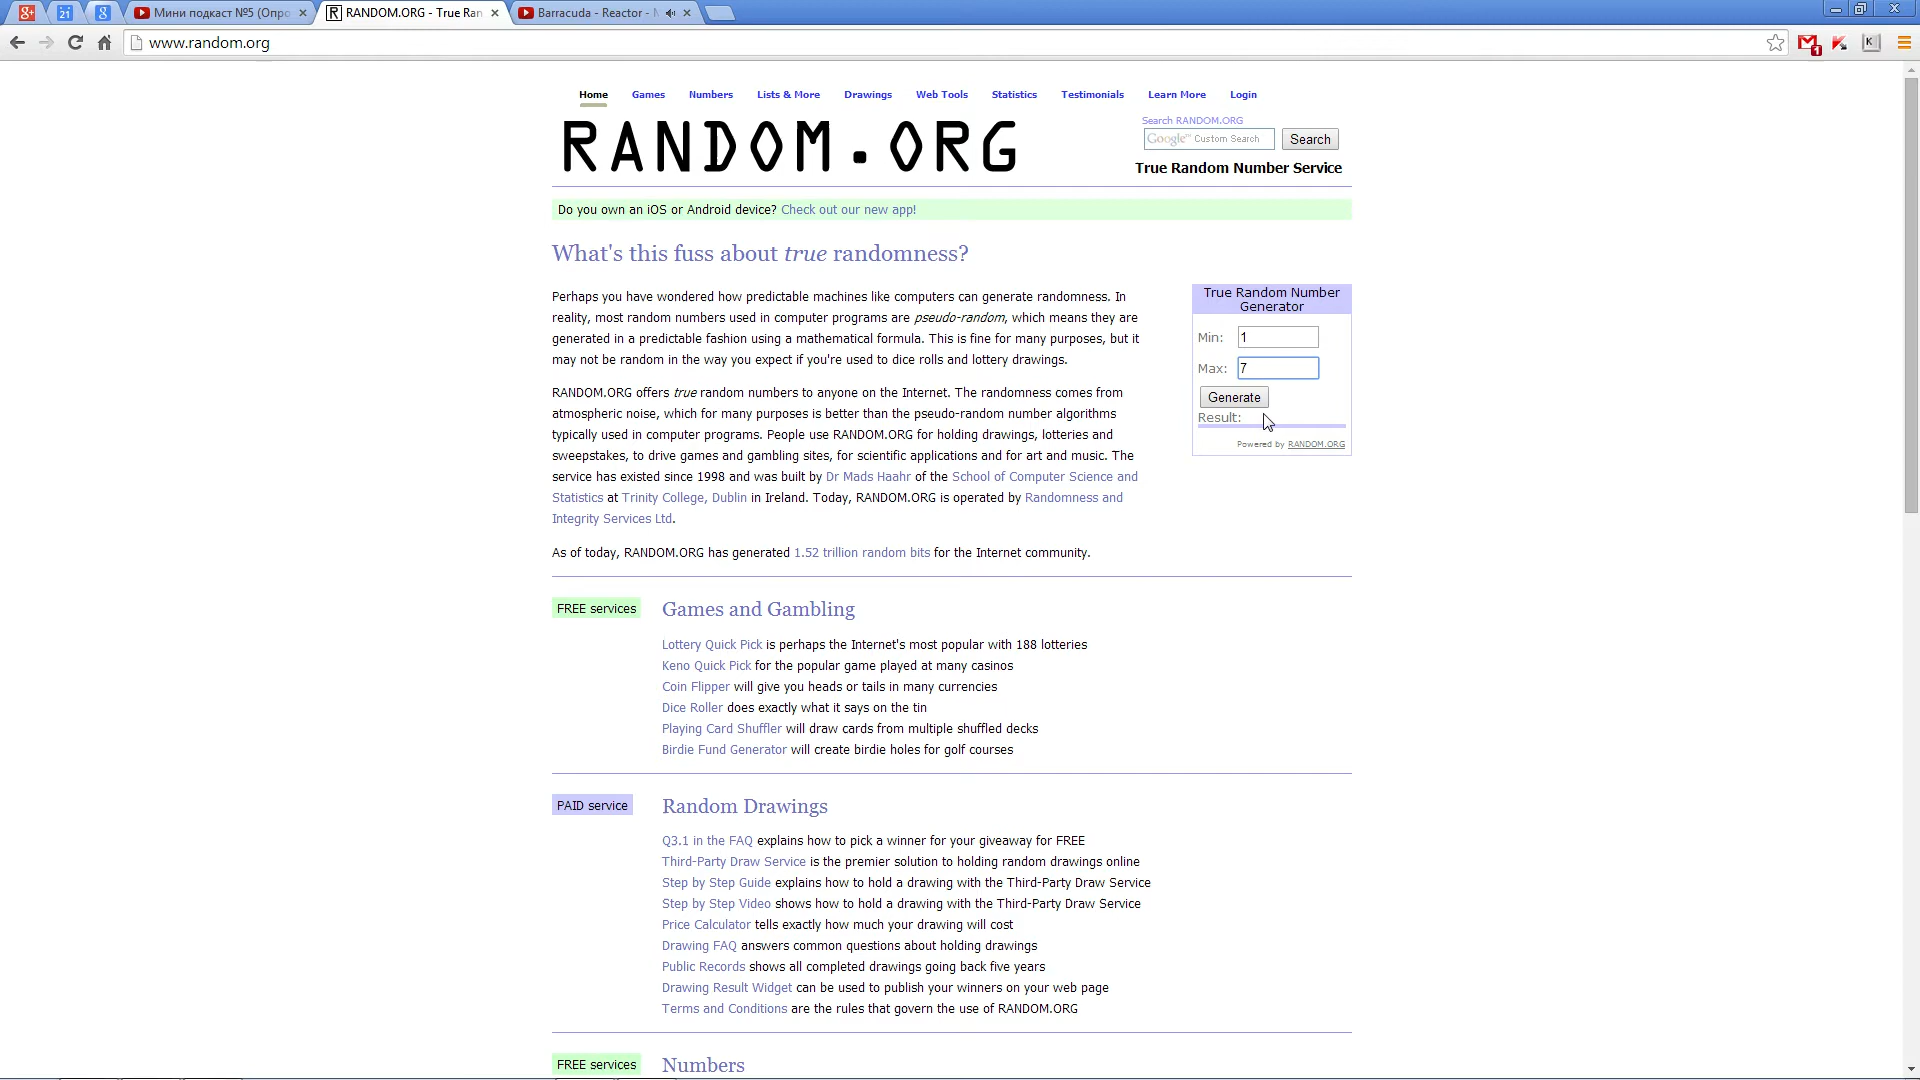 Мини подкаст №5 (Опро
RANDOM.ORG - True Ran
Barracuda - Reactor -
www.random.org
Home Games Numbers Lists & More Drawings Web Tools Statistics Testimonials Learn More Login
RANDOM.ORG
Search RANDOM.ORG
Google™ Custom Search
Search
True Random Number Service
Do you own an iOS or Android device? Check out our new app!
What's this fuss about true randomness?
Perhaps you have wondered how predictable machines like computers can generate randomness. In
reality, most random numbers used in computer programs are pseudo-random, which means they are
generated in a predictable fashion using a mathematical formula. This is fine for many purposes, but it
may not be random in the way you expect if you're used to dice rolls and lottery drawings.
RANDOM.ORG offers true random numbers to anyone on the Internet. The randomness comes from
atmospheric noise, which for many purposes is better than the pseudo-random number algorithms
typically used in computer programs. People use RANDOM.ORG for holding drawings, lotteries and
sweepstakes, to drive games and gambling sites, for scientific applications and for art and music. The
service has existed since 1998 and was built by Dr Mads Haahr of the School of Computer Science and
Statistics at Trinity College, Dublin in Ireland. Today, RANDOM.ORG is operated by Randomness and
Integrity Services Ltd.
As of today, RANDOM.ORG has generated 1.52 trillion random bits for the Internet community.
True Random Number
Generator
Min: 1
Max: 7
Generate
Result:
Powered by RANDOM.ORG
FREE services
Games and Gambling
Lottery Quick Pick is perhaps the Internet's most popular with 188 lotteries
Keno Quick Pick for the popular game played at many casinos
Coin Flipper will give you heads or tails in many currencies
Dice Roller does exactly what it says on the tin
Playing Card Shuffler will draw cards from multiple shuffled decks
Birdie Fund Generator will create birdie holes for golf courses
PAID service
Random Drawings
Q3.1 in the FAQ explains how to pick a winner for your giveaway for FREE
Third-Party Draw Service is the premier solution to holding random drawings online
Step by Step Guide explains how to hold a drawing with the Third-Party Draw Service
Step by Step Video shows how to hold a drawing with the Third-Party Draw Service
Price Calculator tells exactly how much your drawing will cost
Drawing FAQ answers common questions about holding drawings
Public Records shows all completed drawings going back five years
Drawing Result Widget can be used to publish your winners on your web page
Terms and Conditions are the rules that govern the use of RANDOM.ORG
FREE services
Numbers